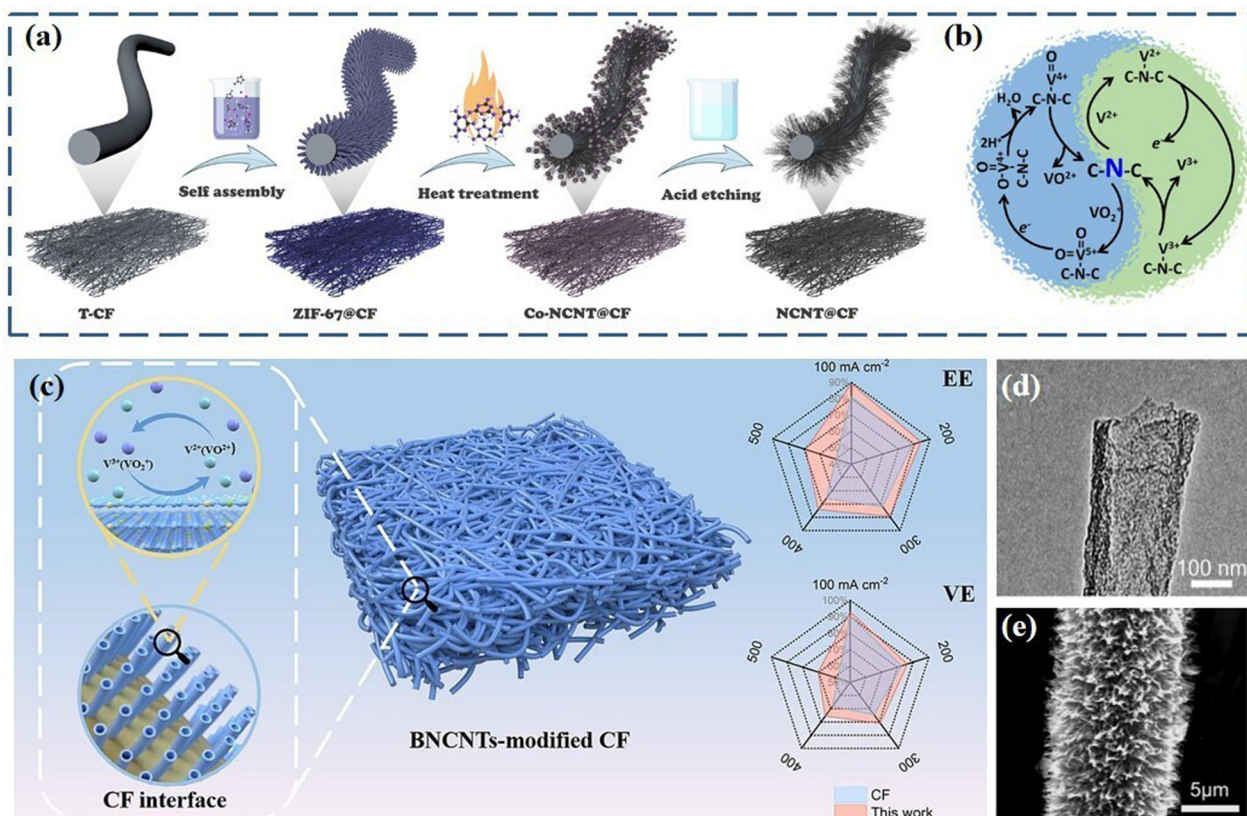 (a)
Self assembly
Heat treatment
Acid etching
T-CF
ZIF-67@CF
Co-NCNT@CF
NCNT@CF
(b)
O
V⁴⁺
C-N-C
H₂O
2H⁺
O=V⁴⁺
O
C-N-C
VO²⁺
e⁻
VO₂⁺
O
O=V⁵⁺
C-N-C
C-N-C
V²⁺
C-N-C
V²⁺
e⁻
V³⁺
V³⁺
C-N-C
(c)
V²⁺(VO²⁺)
V³⁺(VO₂⁺)
CF interface
BNCNTs-modified CF
EE
100 mA cm⁻²
90%
200
300
400
500
VE
100 mA cm⁻²
100%
90%
200
300
400
500
CF
This work
(d)
100 nm
(e)
5μm